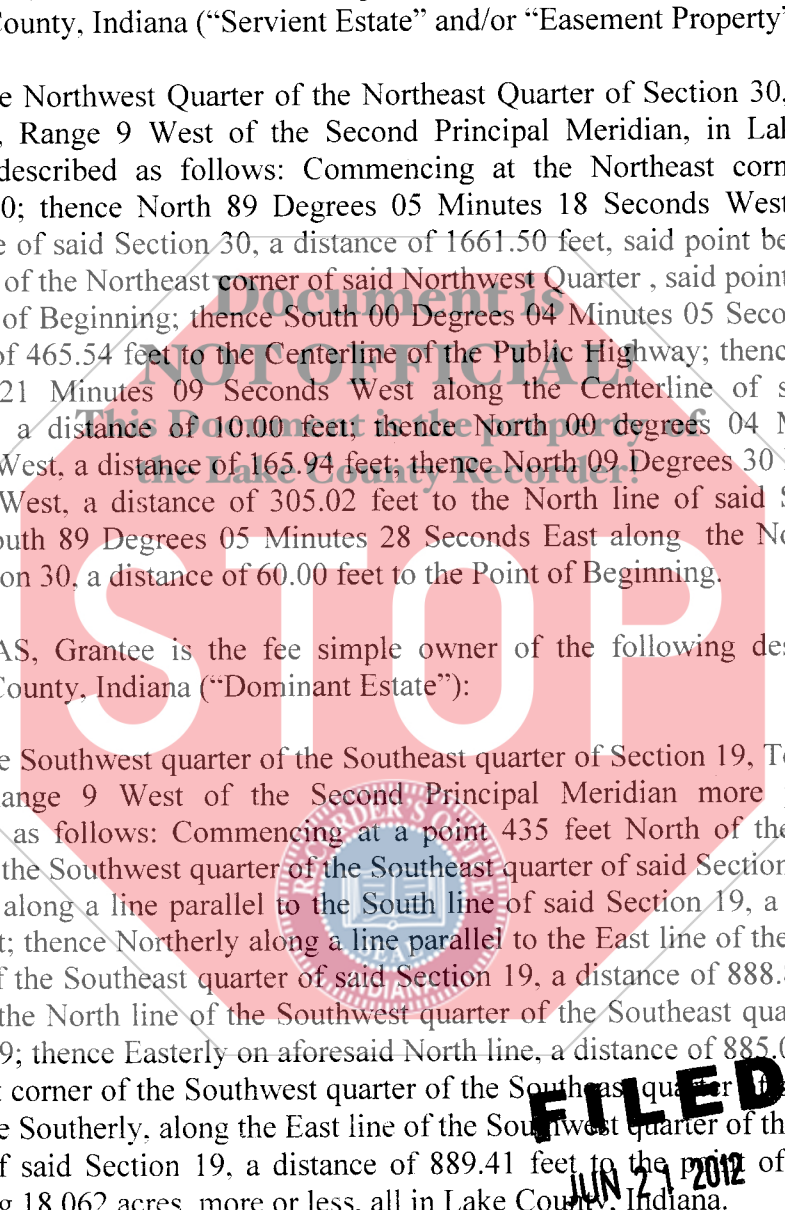 County, Indiana (“Servient Estate” and/or “Easement Property”
e Northwest Quarter of the Northeast Quarter of Section 30,
, Range 9 West of the Second Principal Meridian, in La
described as follows: Commencing at the Northeast corn
0; thence North 89 Degrees 05 Minutes 18 Seconds West
e of said Section 30, a distance of 1661.50 feet, said point be
of the Northeast corner of said Northwest Quarter , said point
of Beginning; thence South 00 Degrees 04 Minutes 05 Seco
of 465.54 feet to the Centerline of the Public Highway; thenc
21 Minutes 09 Seconds West along the Centerline of s
a distance of 10.00 feet; thence North 00 degrees 04 M
West, a distance of 165.94 feet; thence North 09 Degrees 30
West, a distance of 305.02 feet to the North line of said S
outh 89 Degrees 05 Minutes 28 Seconds East along the No
on 30, a distance of 60.00 feet to the Point of Beginning.
Document is
NOT OFFICIAL!
This Document is the property of
the Lake County Recorder!
STOP
AS, Grantee is the fee simple owner of the following des
County, Indiana (“Dominant Estate”):
e Southwest quarter of the Southeast quarter of Section 19, T
ange 9 West of the Second Principal Meridian more
as follows: Commencing at a point 435 feet North of the
the Southwest quarter of the Southeast quarter of said Section
along a line parallel to the South line of said Section 19, a
t; thence Northerly along a line parallel to the East line of the
f the Southeast quarter of said Section 19, a distance of 888.
the North line of the Southwest quarter of the Southeast qua
9; thence Easterly on aforesaid North line, a distance of 885.0
t corner of the Southwest quarter of the Southeast quarter of
e Southerly, along the East line of the Southwest quarter of th
f said Section 19, a distance of 889.41 feet to the point of
g 18.062 acres, more or less, all in Lake County, Indiana.
RECORDER'S OFFICE
SEAL
INDIANA
FILED
JUN 21 2012